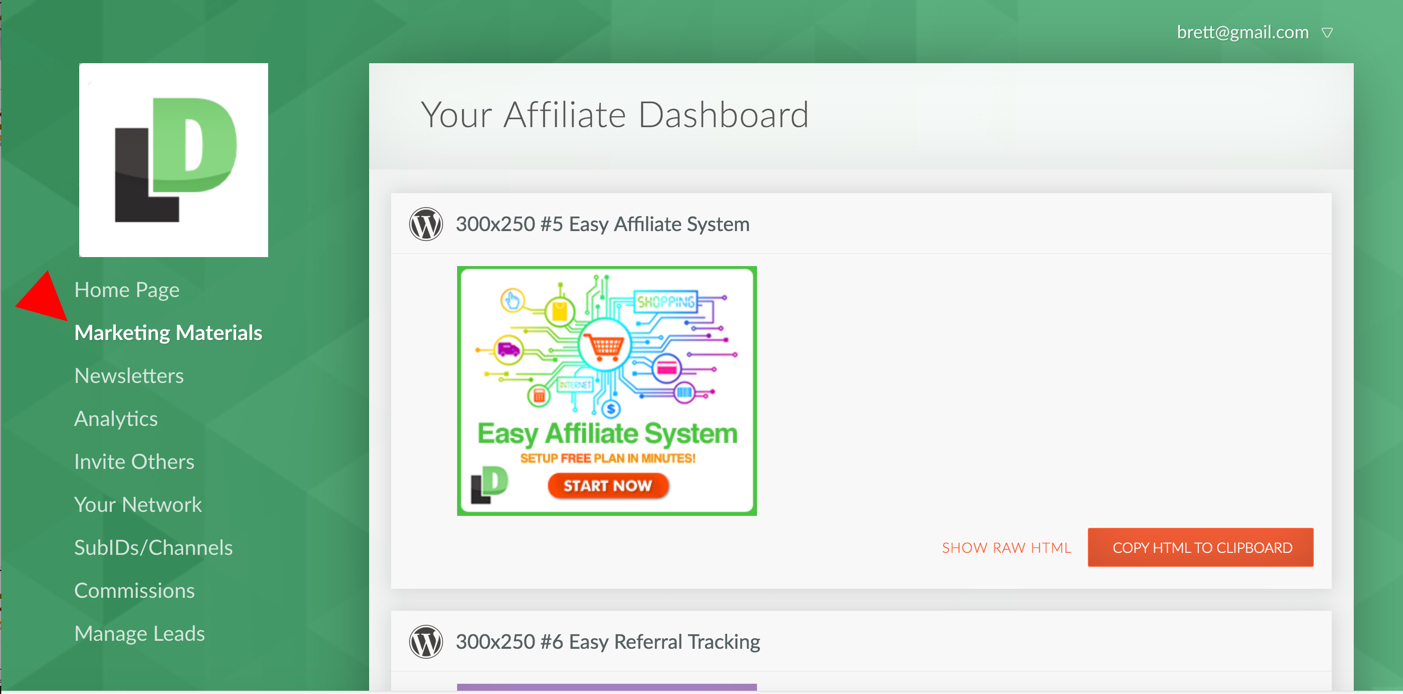 brett@gmail.com
LD
Home Page
Marketing Materials
Newsletters
Analytics
Invite Others
Your Network
SubIDs/Channels
Commissions
Manage Leads
Your Affiliate Dashboard
300x250 #5 Easy Affiliate System
SHOPPING
INTERNET
$
Easy Affiliate System
SETUP FREE PLAN IN MINUTES!
LD
START NOW
SHOW RAW HTML
COPY HTML TO CLIPBOARD
300x250 #6 Easy Referral Tracking